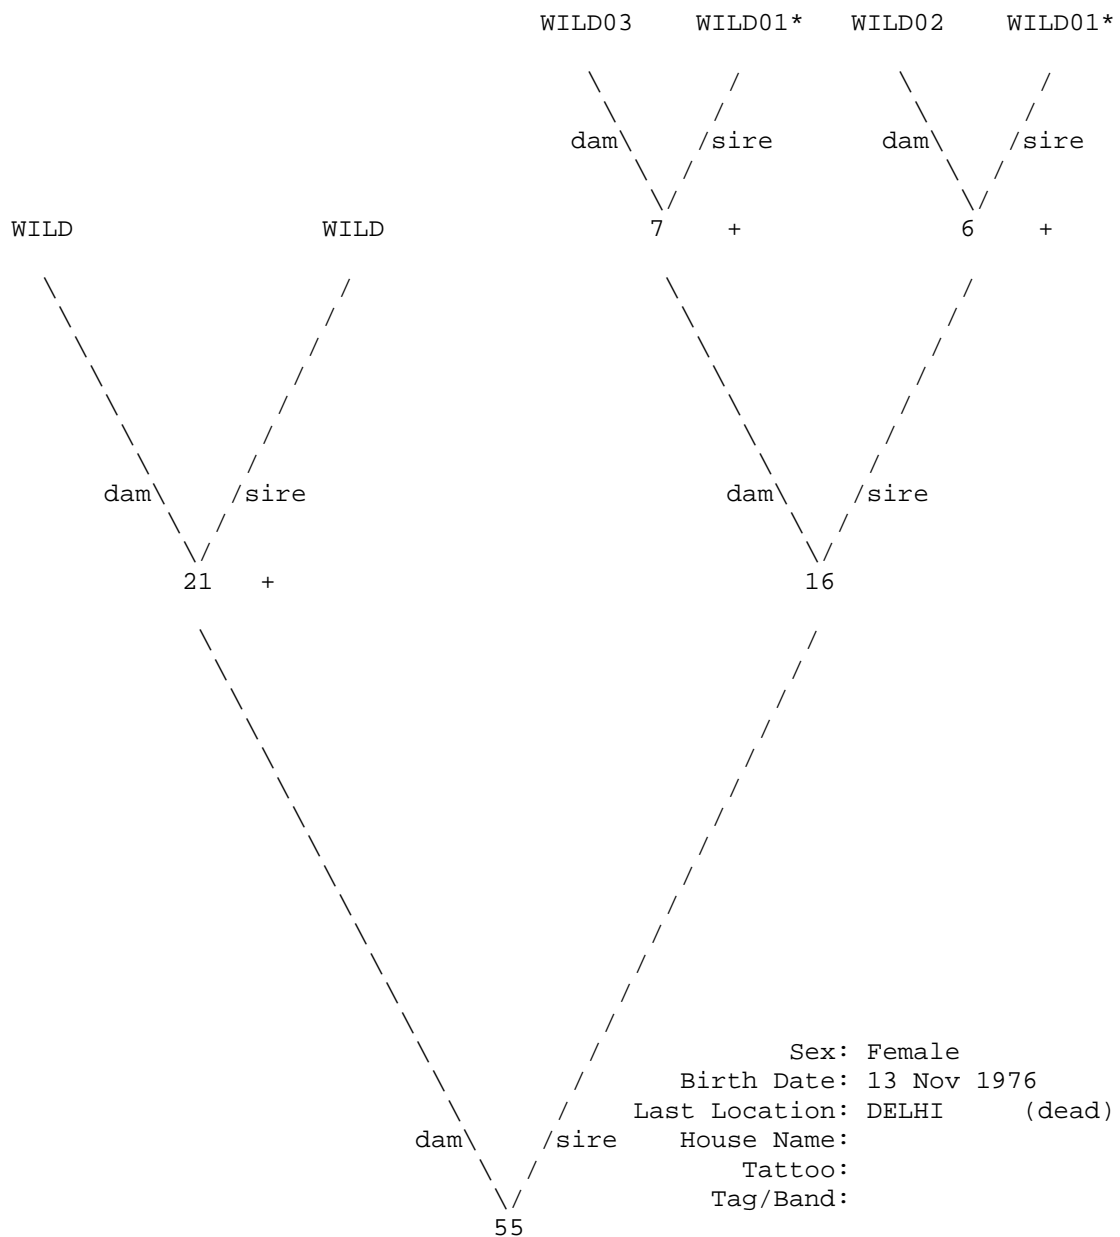 WILD03 WILD01* WILD02 WILD01*
dam sire dam sire
WILD WILD 7 + 6 +
dam sire dam sire
21 + 16
Sex: Female
Birth Date: 13 Nov 1976
Last Location: DELHI (dead)
dam sire House Name:
Tattoo:
Tag/Band:
55